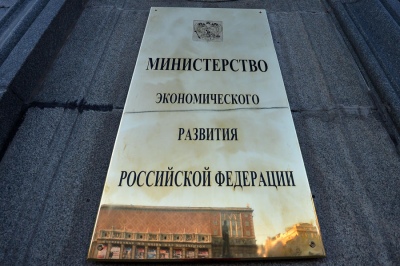 МИНИСТЕРСТВО
ЭКОНОМИЧЕСКОГО
РАЗВИТИЯ
РОССИЙСКОЙ ФЕДЕРАЦИИ